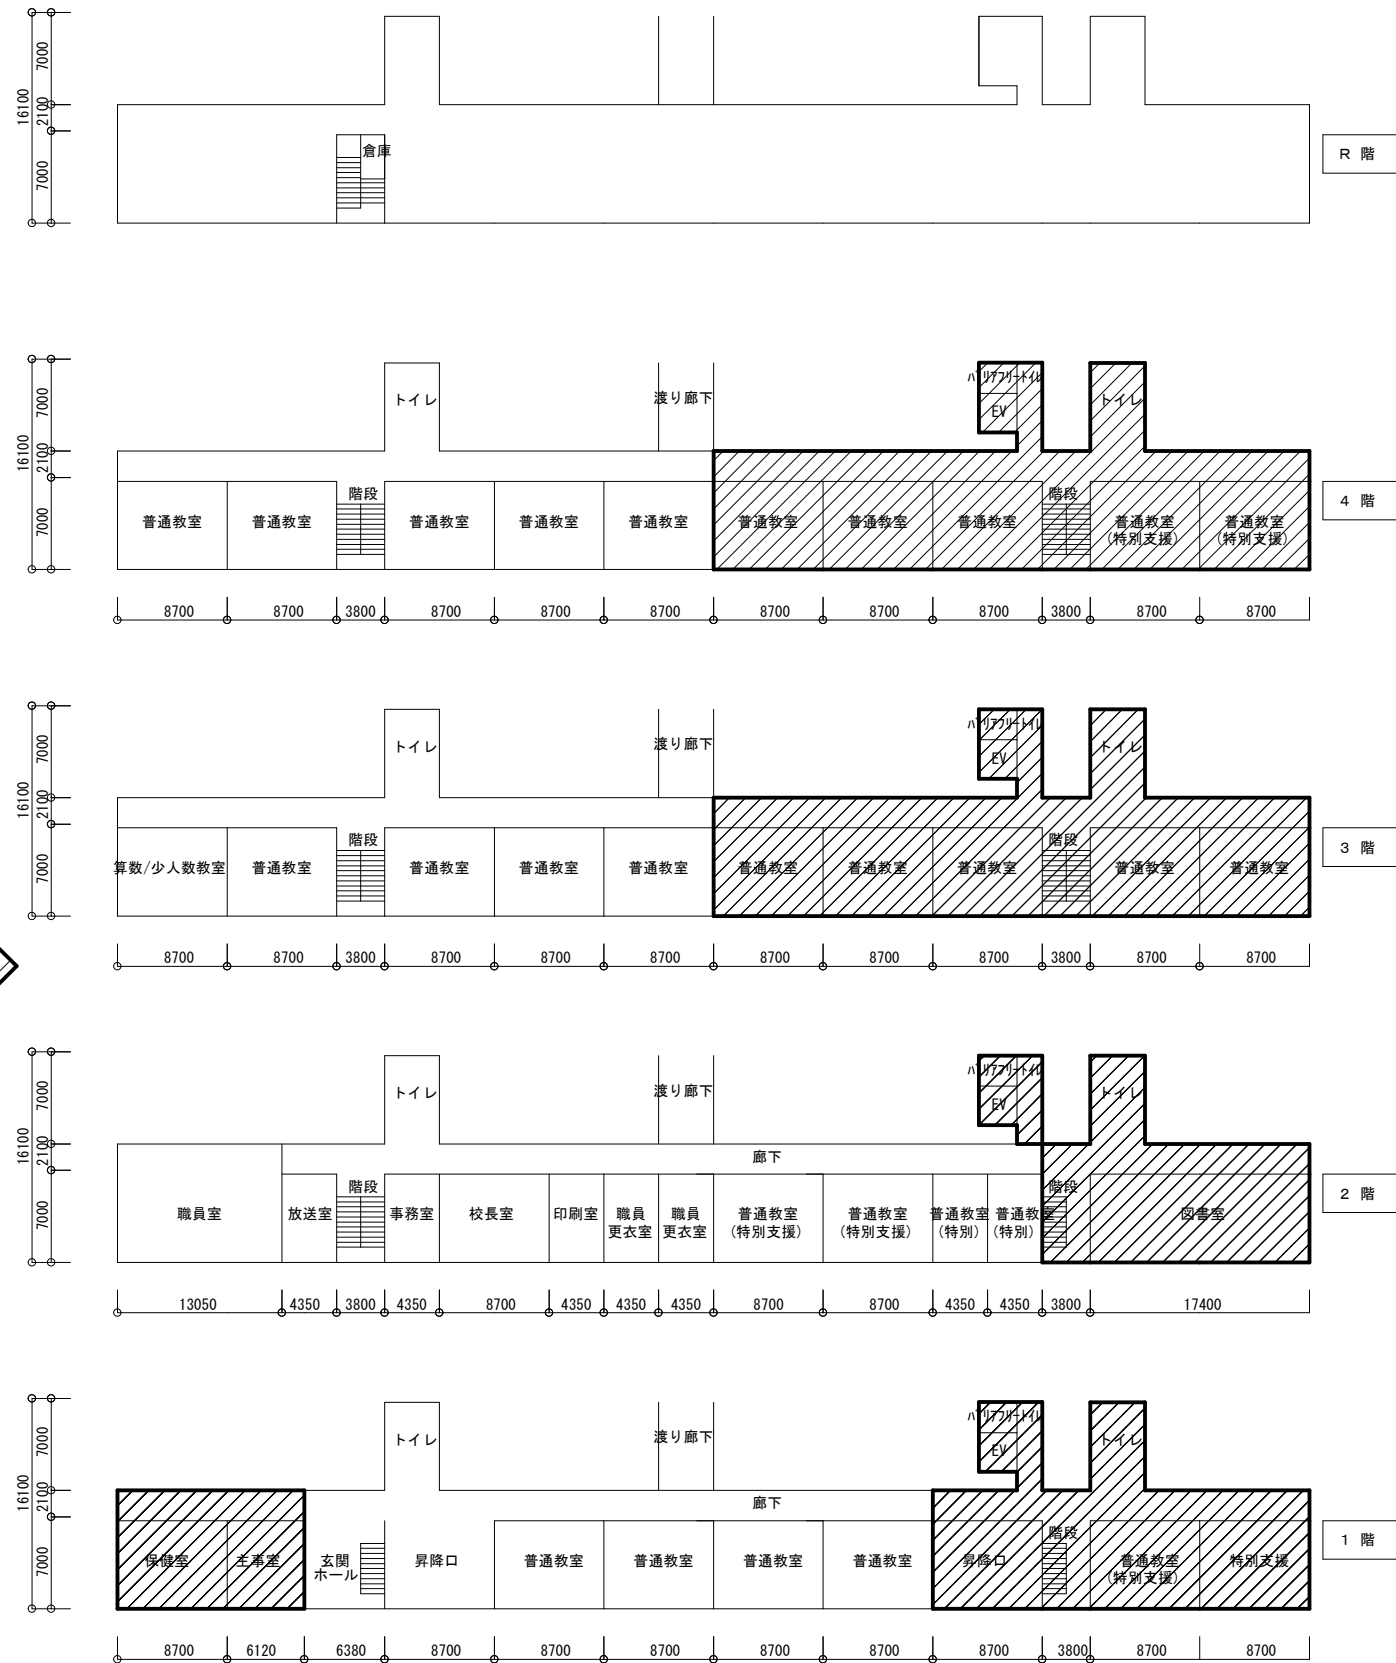 7000
2100
7000
16100
倉庫
R 階
7000
2100
7000
16100
トイレ
渡り廊下
バリアフリートイレ
EV
トイレ
階段
階段
普通教室
普通教室
普通教室
普通教室
普通教室
普通教室
普通教室
普通教室
普通教室
(特別支援)
普通教室
(特別支援)
4 階
8700 8700 3800 8700 8700 8700 8700 8700 8700 3800 8700 8700
7000
2100
7000
16100
トイレ
渡り廊下
バリアフリートイレ
EV
トイレ
階段
階段
算数/少人数教室
普通教室
普通教室
普通教室
普通教室
普通教室
普通教室
普通教室
普通教室
普通教室
3 階
8700 8700 3800 8700 8700 8700 8700 8700 8700 3800 8700 8700
7000
2100
7000
16100
トイレ
渡り廊下
バリアフリートイレ
EV
トイレ
廊下
階段
階段
職員室
放送室
事務室
校長室
印刷室
職員
更衣室
職員
更衣室
普通教室
(特別支援)
普通教室
(特別支援)
普通教室
(特別)
普通教室
(特別)
図書室
2 階
13050 4350 3800 4350 8700 4350 4350 4350 8700 8700 4350 4350 3800 17400
7000
2100
7000
16100
トイレ
渡り廊下
バリアフリートイレ
EV
トイレ
廊下
階段
保健室
主事室
玄関
ホール
昇降口
普通教室
普通教室
普通教室
普通教室
昇降口
普通教室
(特別支援)
特別支援
1 階
8700 6120 6380 8700 8700 8700 8700 8700 8700 3800 8700 8700